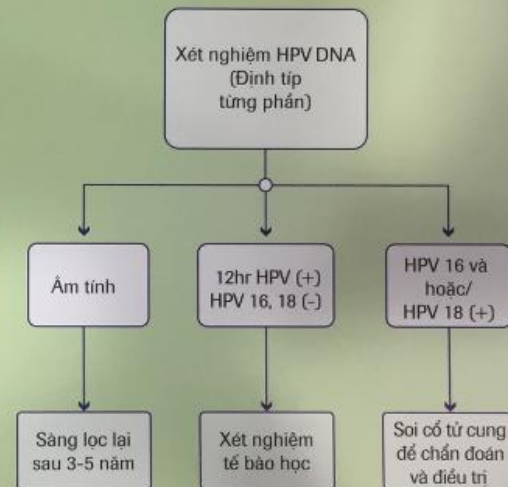 Xét nghiệm HPV DNA
(Định típ
từng phần)
Âm tính
12hr HPV (+)
HPV 16, 18 (-)
HPV 16 và
hoặc/
HPV 18 (+)
Sàng lọc lại
sau 3-5 năm
Xét nghiệm
tế bào học
Soi cổ tử cung
để chẩn đoán
và điều trị